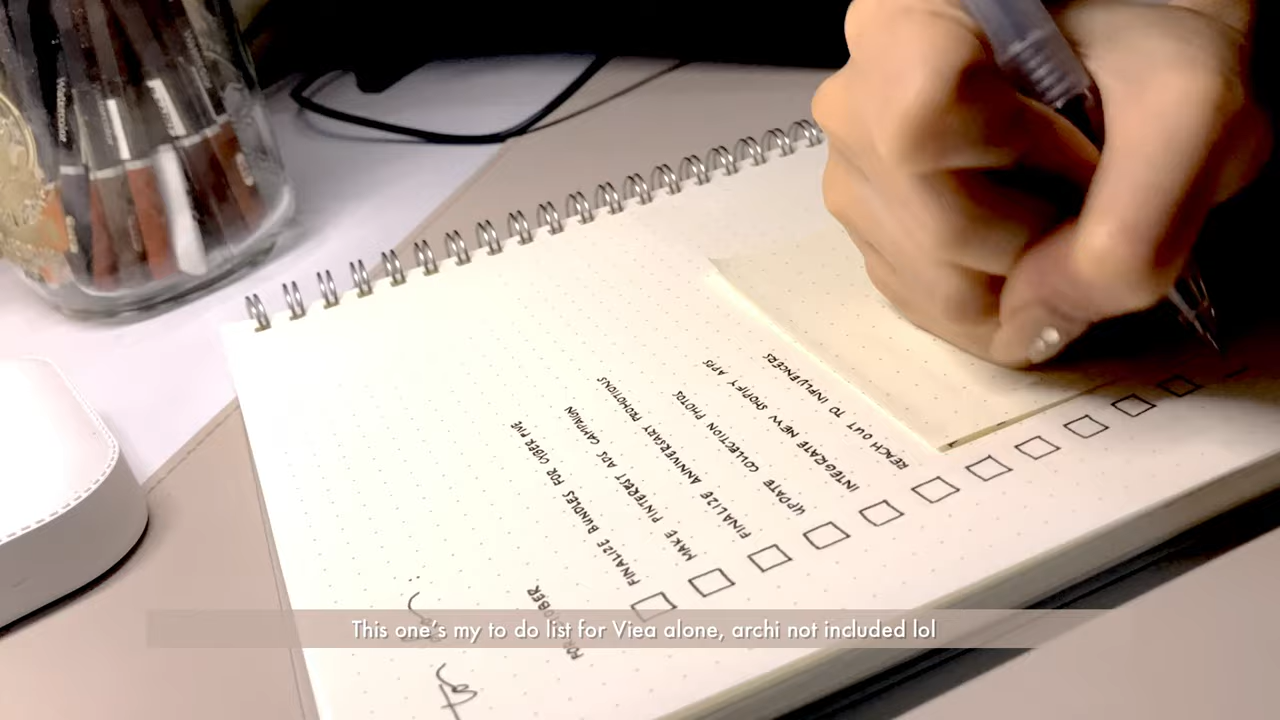 Watercolor
FINALIZE BUNDLES FOR CYBER FIVE
MAKE PINTEREST ADS CAMPAIGN
FINALIZE ANNIVERSARY PROMOTIONS
UPDATE COLLECTION PHOTOS
INTEGRATE NEW SHOPIFY APPS
REACH OUT TO INFLUENCERS
This one's my to do list for Viea alone, archi not included lol